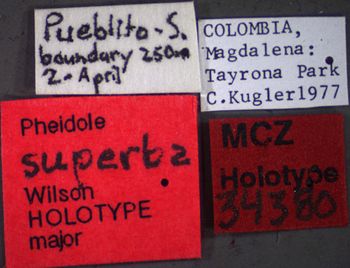 Pueblito-S.
boundary 250m
2-April
COLOMBIA,
Magdalena:
Tayrona Park
C.Kugler1977
Pheidole
superba
Wilson
HOLOTYPE
major
MCZ
Holotype
34380